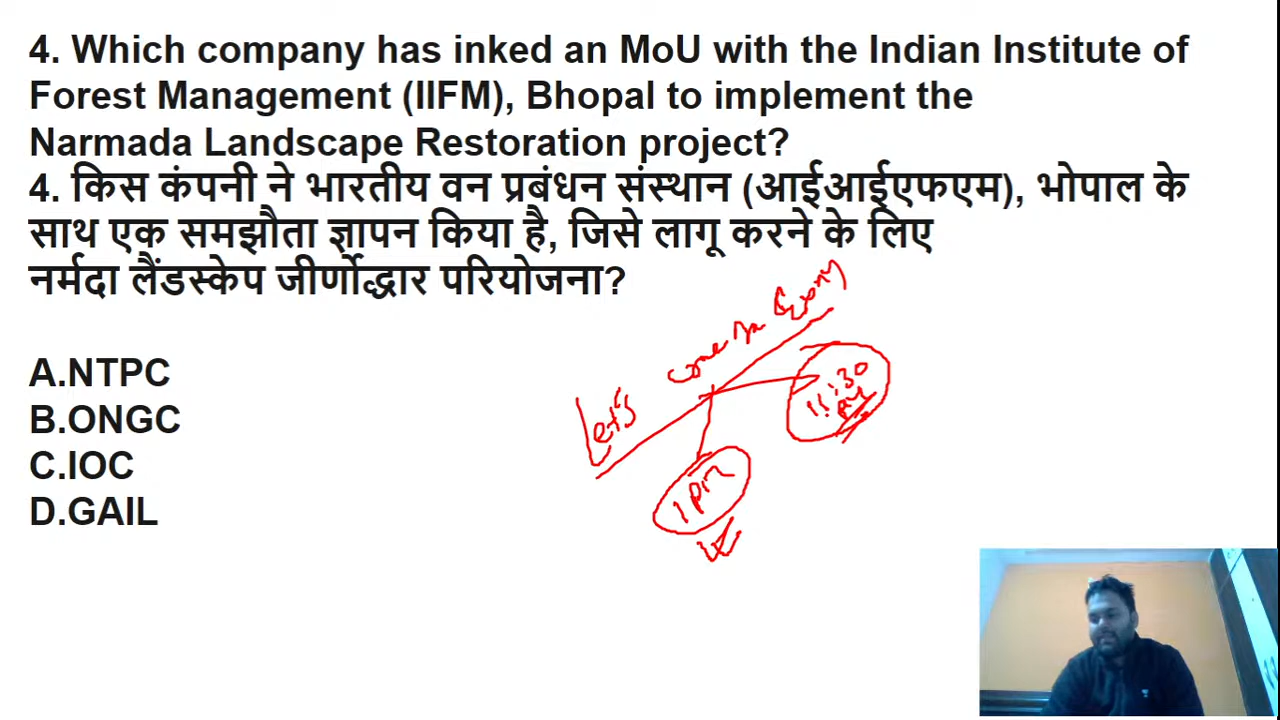 4. Which company has inked an MoU with the Indian Institute of
Forest Management (IIFM), Bhopal to implement the
Narmada Landscape Restoration project?
4. किस कंपनी ने भारतीय वन प्रबंधन संस्थान (आईआईएफएम), भोपाल के
साथ एक समझौता ज्ञापन किया है, जिसे लागू करने के लिए
नर्मदा लैंडस्केप जीर्णोद्धार परियोजना?
A.NTPC
B.ONGC
C.IOC
D.GAIL
Let's
11:30
1 pm